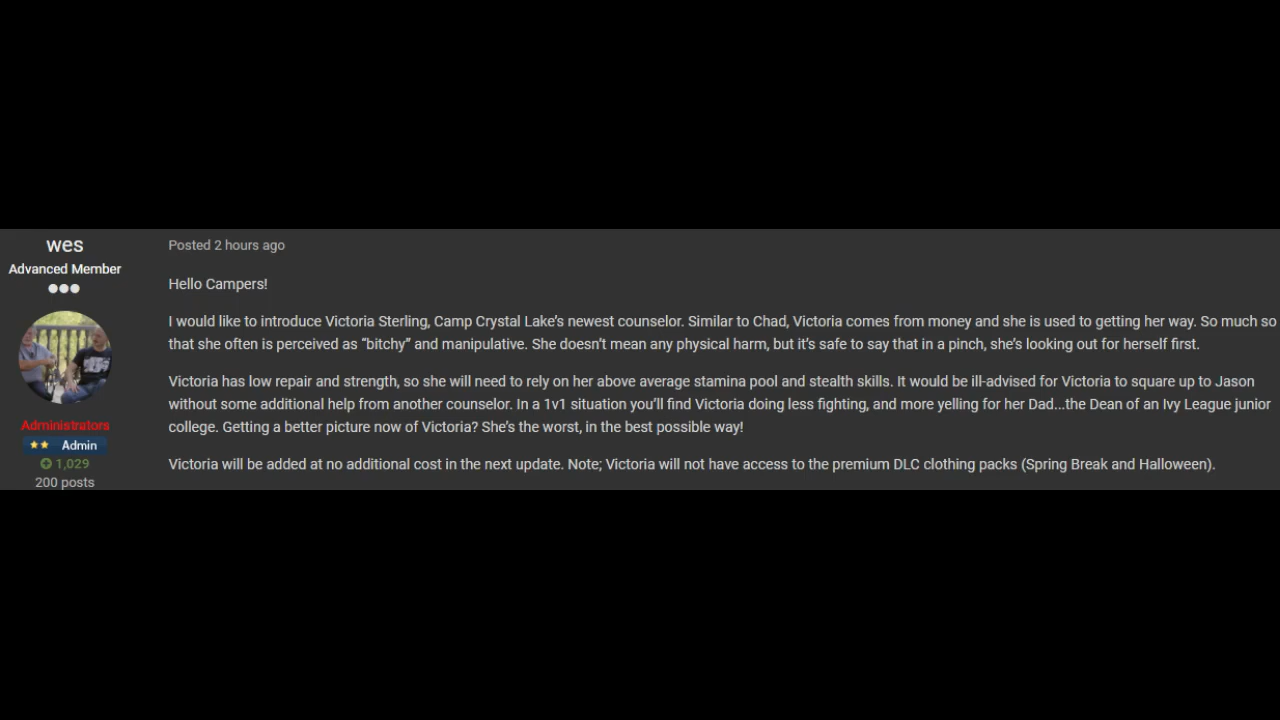 wes
Advanced Member
Administrators
Admin
1,029
200 posts
Posted 2 hours ago
Hello Campers!
I would like to introduce Victoria Sterling, Camp Crystal Lake's newest counselor. Similar to Chad, Victoria comes from money and she is used to getting her way. So much so
that she often is perceived as “bitchy” and manipulative. She doesn't mean any physical harm, but it's safe to say that in a pinch, she's looking out for herself first.
Victoria has low repair and strength, so she will need to rely on her above average stamina pool and stealth skills. It would be ill-advised for Victoria to square up to Jason
without some additional help from another counselor. In a 1v1 situation you'll find Victoria doing less fighting, and more yelling for her Dad...the Dean of an Ivy League junior
college. Getting a better picture now of Victoria? She's the worst, in the best possible way!
Victoria will be added at no additional cost in the next update. Note; Victoria will not have access to the premium DLC clothing packs (Spring Break and Halloween).